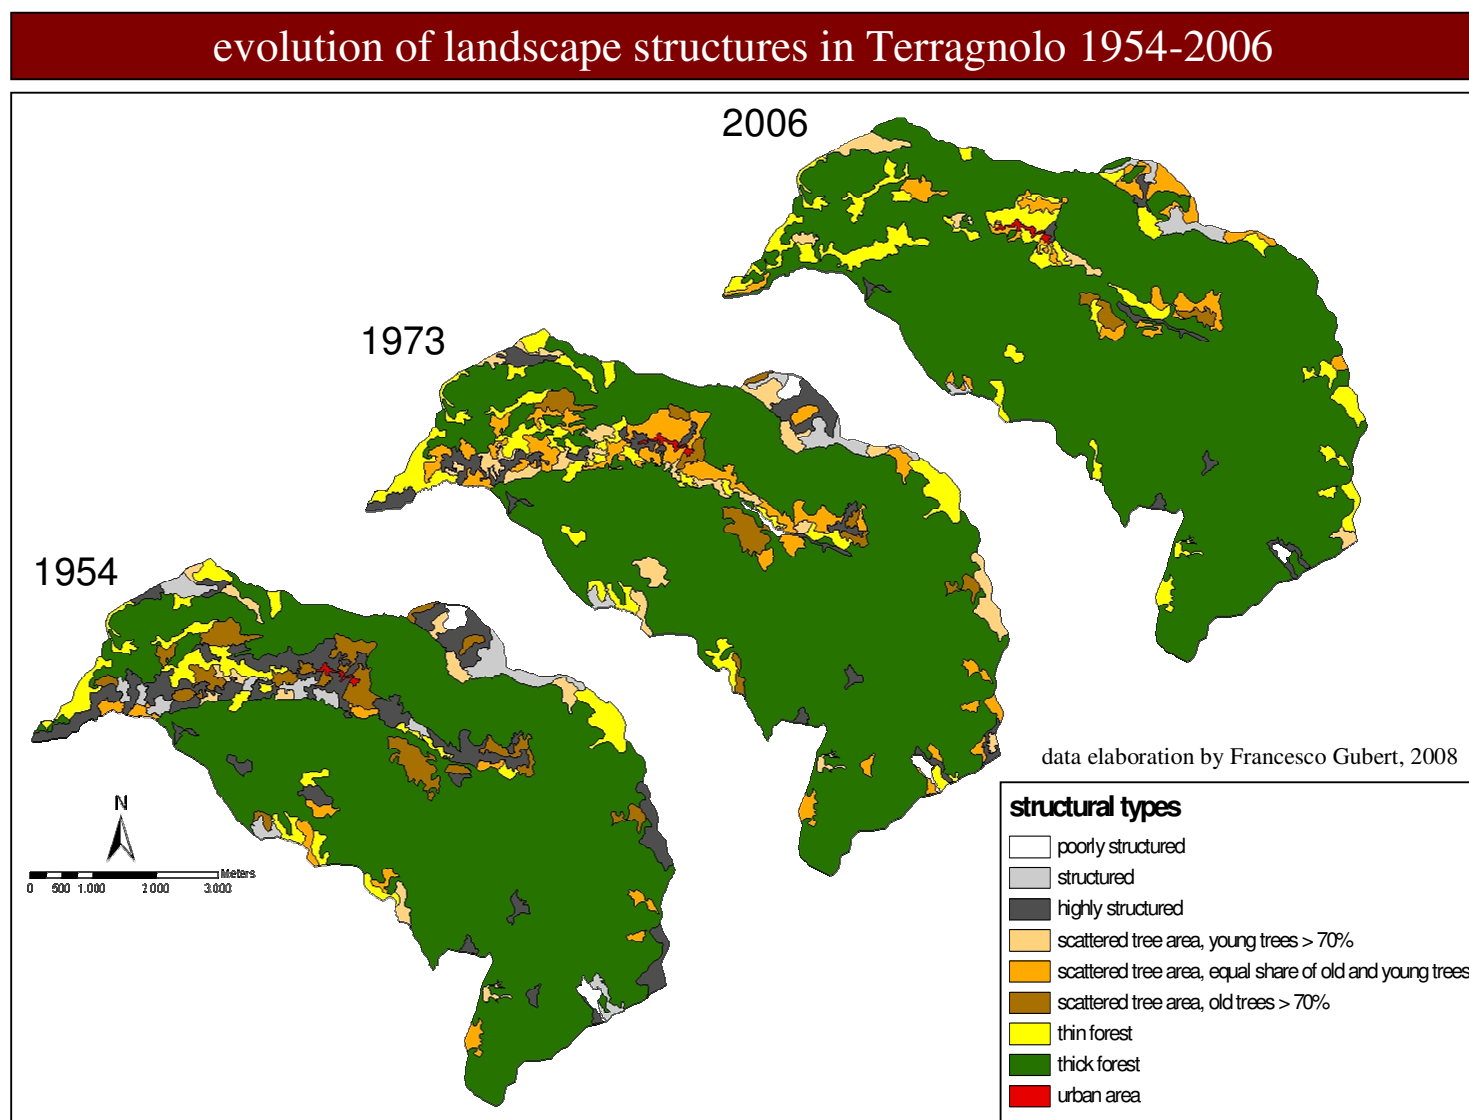 evolution of landscape structures in Terragnolo 1954-2006
2006
1973
1954
N
Meters
0 500 1.000 2.000 3.000
data elaboration by Francesco Gubert, 2008
structural types
poorly structured
structured
highly structured
scattered tree area, young trees > 70%
scattered tree area, equal share of old and young trees
scattered tree area, old trees > 70%
thin forest
thick forest
urban area